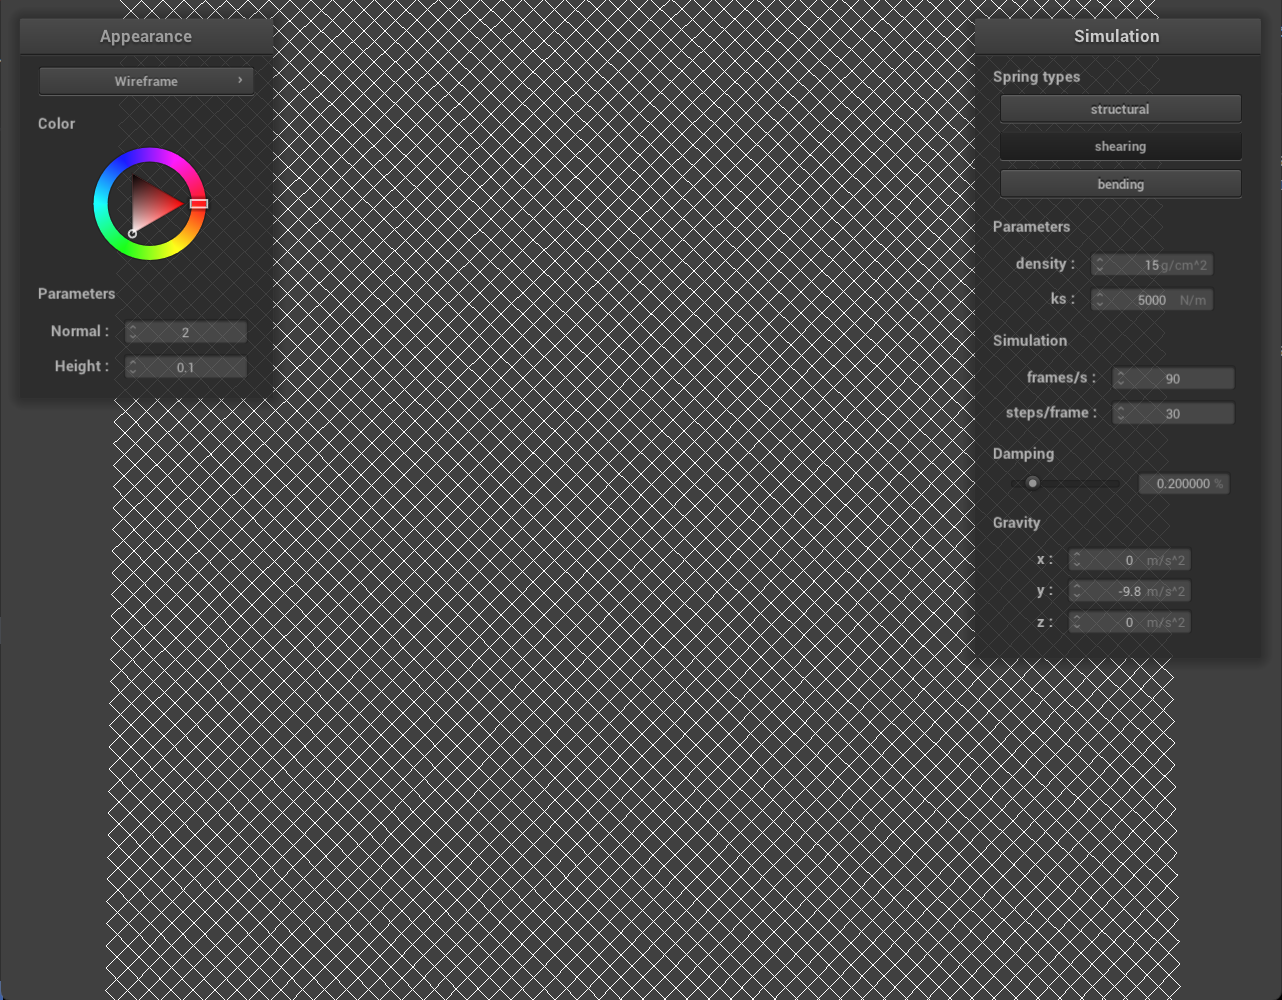 Appearance
Wireframe
Color
Parameters
Normal : 2
Height : 0.1
Simulation
Spring types
structural
shearing
bending
Parameters
density : 15 g/cm^2
ks : 5000 N/m
Simulation
frames/s : 90
steps/frame : 30
Damping
0.200000 %
Gravity
x : 0 m/s^2
y : -9.8 m/s^2
z : 0 m/s^2